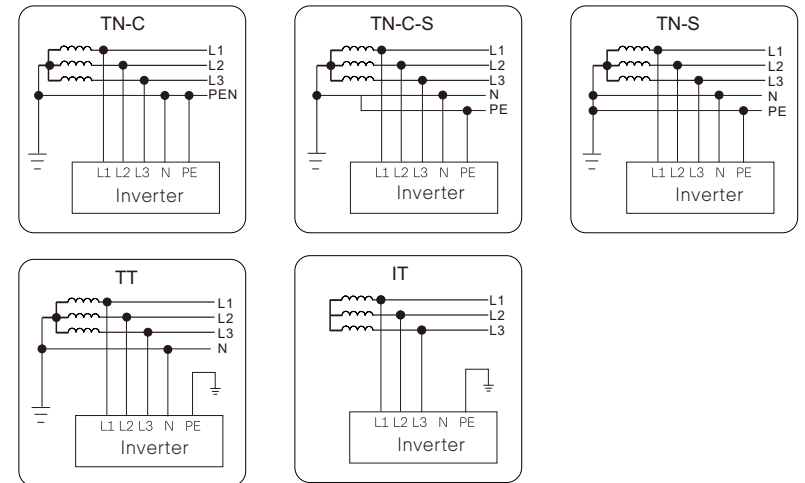 TN-C
L1
L2
L3
PEN
L1 L2 L3 N PE
Inverter
TN-C-S
L1
L2
L3
N
PE
L1 L2 L3 N PE
Inverter
TN-S
L1
L2
L3
N
PE
L1 L2 L3 N PE
Inverter
TT
L1
L2
L3
N
L1 L2 L3 N PE
Inverter
IT
L1
L2
L3
L1 L2 L3 N PE
Inverter